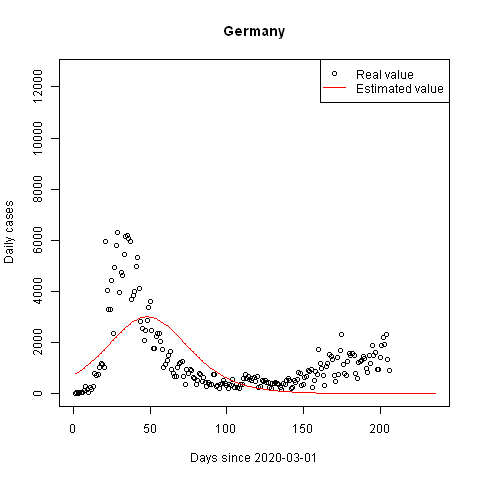 Germany
Real value
Estimated value
Daily cases
12000
10000
8000
6000
4000
2000
0
0 50 100 150 200
Days since 2020-03-01